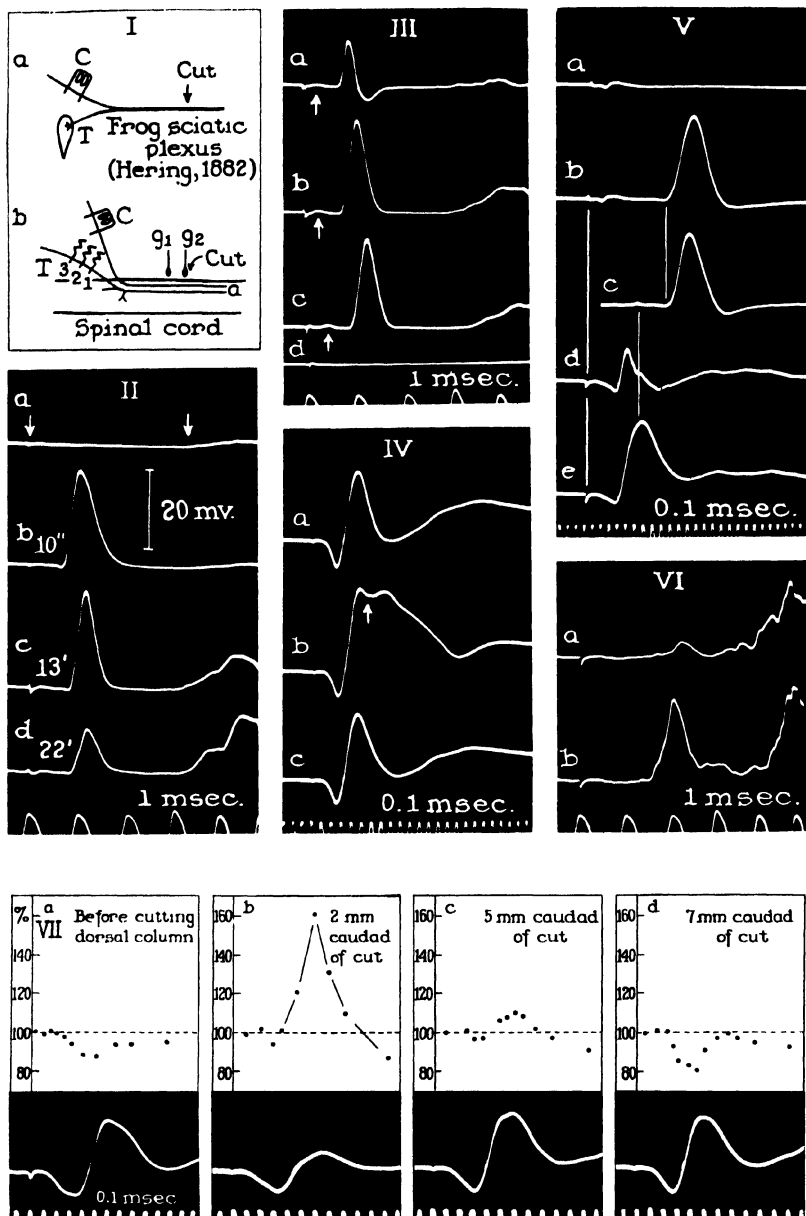 I
a
C
Cut
T
Frog sciatic
plexus
(Hering, 1882)
b
C
g1 g2
Cut
T 3 2 1
a
Spinal cord
II
a
20 mv.
b 10"
c 13'
d 22'
1 msec.
III
a
b
c
d
1 msec.
IV
a
b
c
0.1 msec.
V
a
b
c
d
e
0.1 msec.
VI
a
b
1 msec.
% a
VII Before cutting
dorsal column
140
120
100
80
0.1 msec
b
160
2 mm
caudad
of cut
140
120
100
80
c
160
5 mm caudad
of cut
140
120
100
80
d
160
7 mm caudad
of cut
140
120
100
80